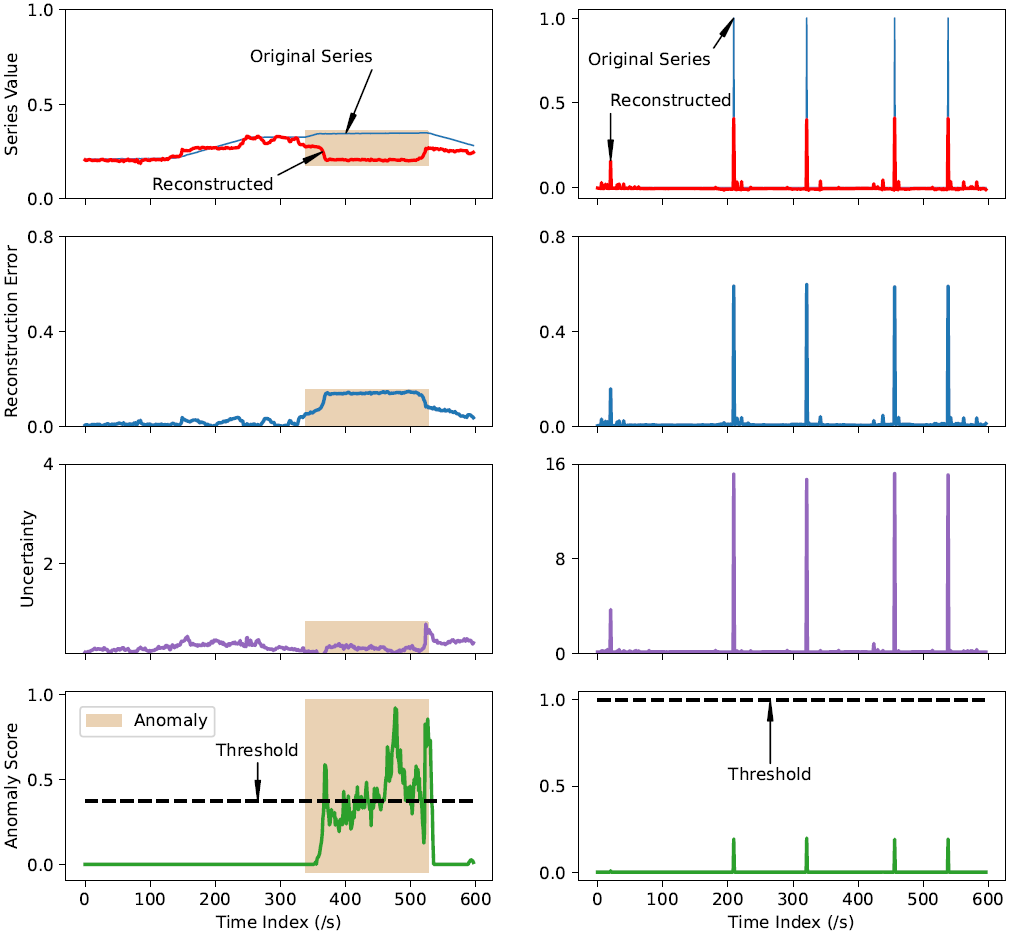 1.0
0.5
0.0
Series Value
Original Series
Reconstructed
1.0
0.5
0.0
Original Series
Reconstructed
0.8
0.4
0.0
Reconstruction Error
0.8
0.4
0.0
4
2
Uncertainty
16
8
0
1.0
0.5
0.0
Anomaly Score
Anomaly
Threshold
0 100 200 300 400 500 600
Time Index (/s)
1.0
0.5
0.0
Threshold
0 100 200 300 400 500 600
Time Index (/s)